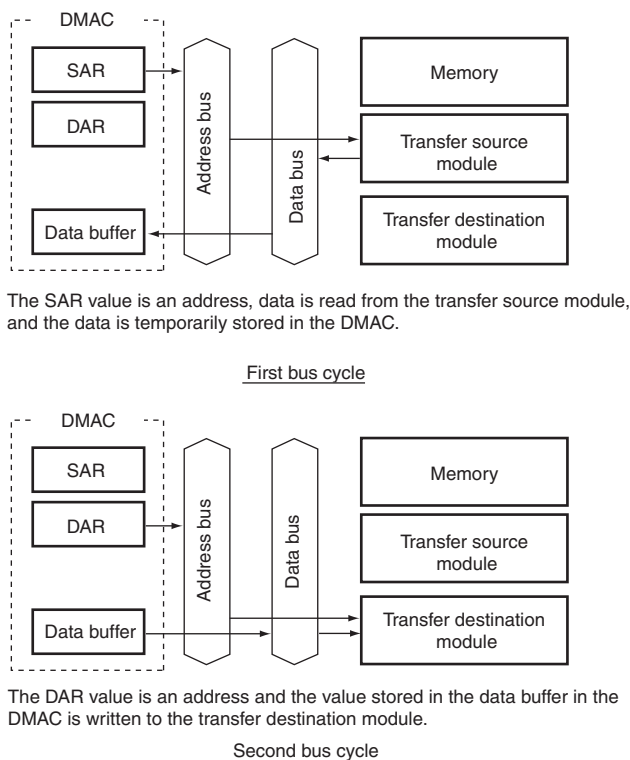 DMAC
SAR
DAR
Data buffer
Address bus
Data bus
Memory
Transfer source
module
Transfer destination
module
The SAR value is an address, data is read from the transfer source module,
and the data is temporarily stored in the DMAC.
First bus cycle
DMAC
SAR
DAR
Data buffer
Address bus
Data bus
Memory
Transfer source
module
Transfer destination
module
The DAR value is an address and the value stored in the data buffer in the
DMAC is written to the transfer destination module.
Second bus cycle